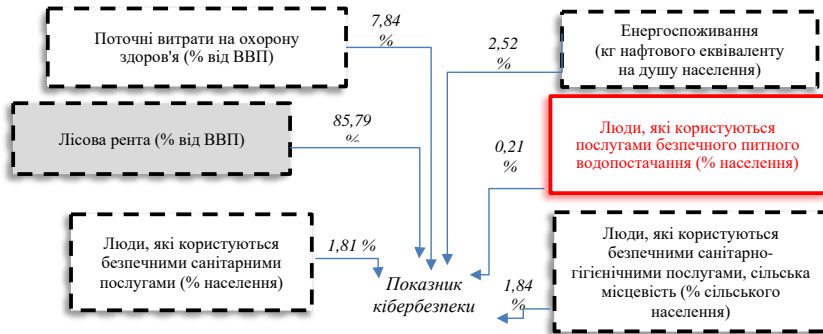 Поточні витрати на охорону
здоров'я (% від ВВП)
7,84
%
2,52
%
Енергоспоживання
(кг нафтового еквіваленту
на душу населення)
Лісова рента (% від ВВП)
85,79
%
0,21
%
Люди, які користуються
послугами безпечного питного
водопостачання (% населення)
Люди, які користуються
безпечними санітарними
послугами (% населення)
1,81 %
Показник
кібербезпеки
1,84
%
Люди, які користуються
безпечними санітарно-
гігієнічними послугами, сільська
місцевість (% сільського
населення)